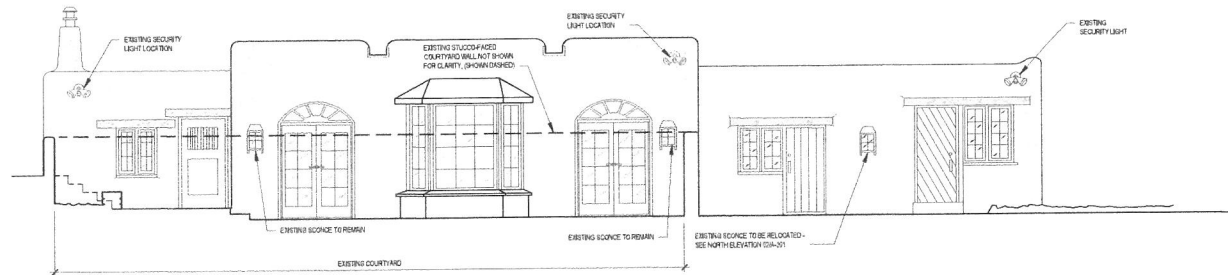 EXISTING SECURITY
LIGHT LOCATION
EXISTING STUCCO-FACED
COURTYARD WALL NOT SHOWN
FOR CLARITY, (SHOWN DASHED)
EXISTING SECURITY
LIGHT LOCATION
EXISTING
SECURITY LIGHT
EXISTING SCONCE TO REMAIN
EXISTING SCONCE TO REMAIN
EXISTING SCONCE TO BE RELOCATED -
SEE NORTH ELEVATION
EXISTING COURTYARD